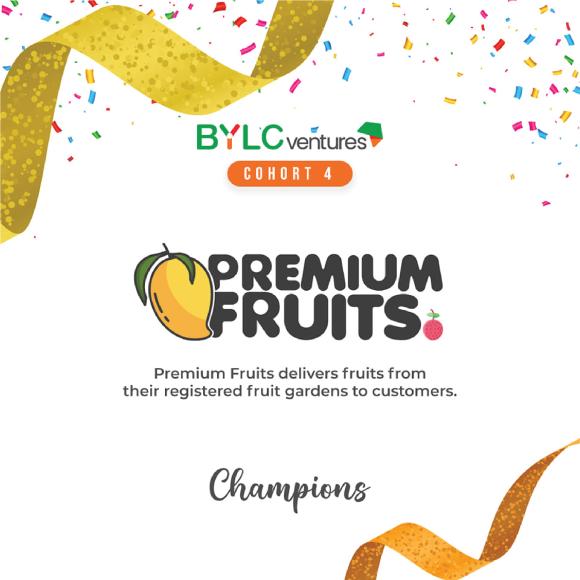 BYLC ventures
COHORT 4
PREMIUM
FRUITS
Premium Fruits delivers fruits from
their registered fruit gardens to customers.
Champions